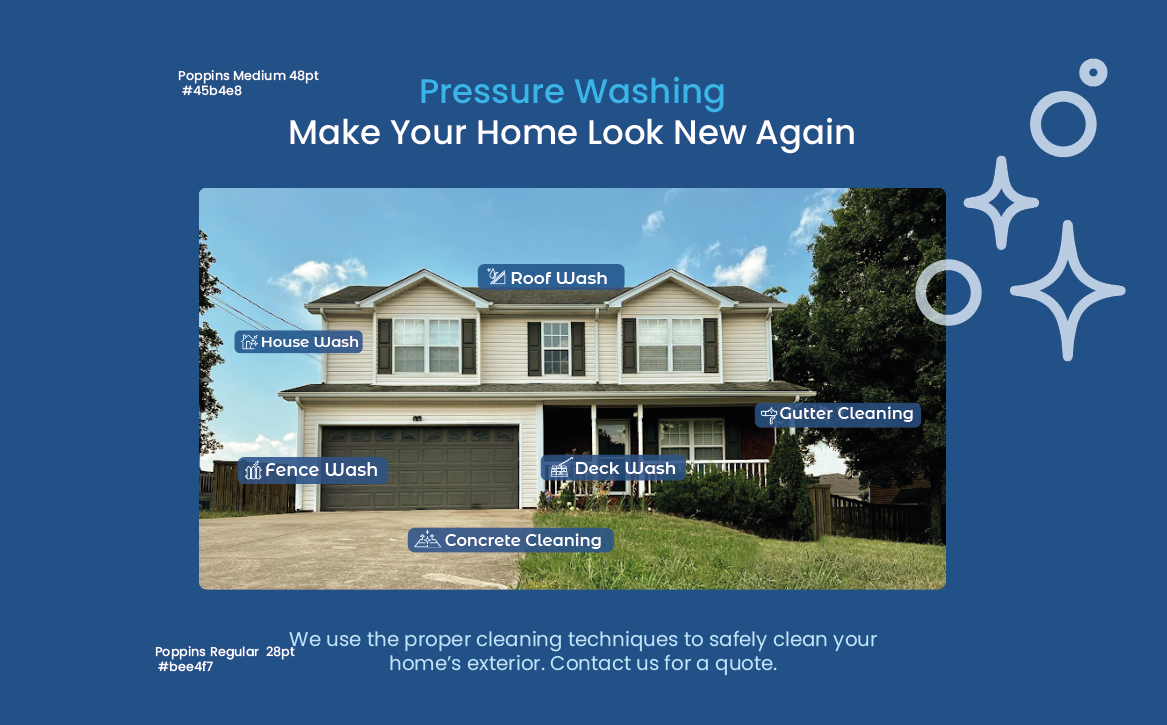 Poppins Medium 48pt
#45b4e8
Pressure Washing
Make Your Home Look New Again
Roof Wash
House Wash
Gutter Cleaning
Fence Wash
Deck Wash
Concrete Cleaning
We use the proper cleaning techniques to safely clean your
home’s exterior. Contact us for a quote.
Poppins Regular 28pt
#bee4f7